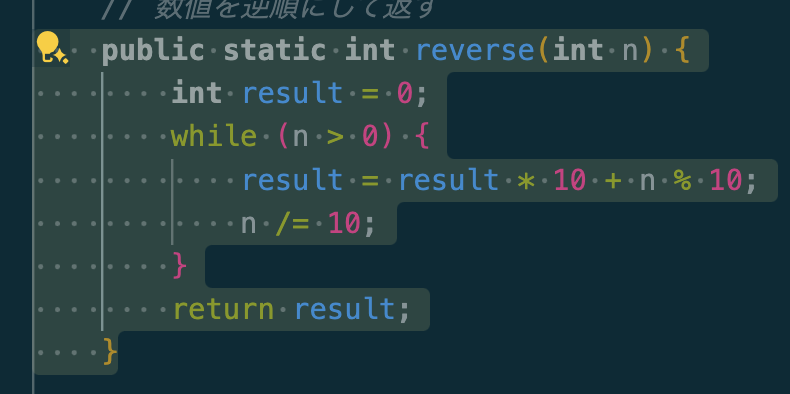 // 数値を逆順にして返す
public static int reverse(int n) {
int result = 0;
while (n > 0) {
result = result * 10 + n % 10;
n /= 10;
}
return result;
}